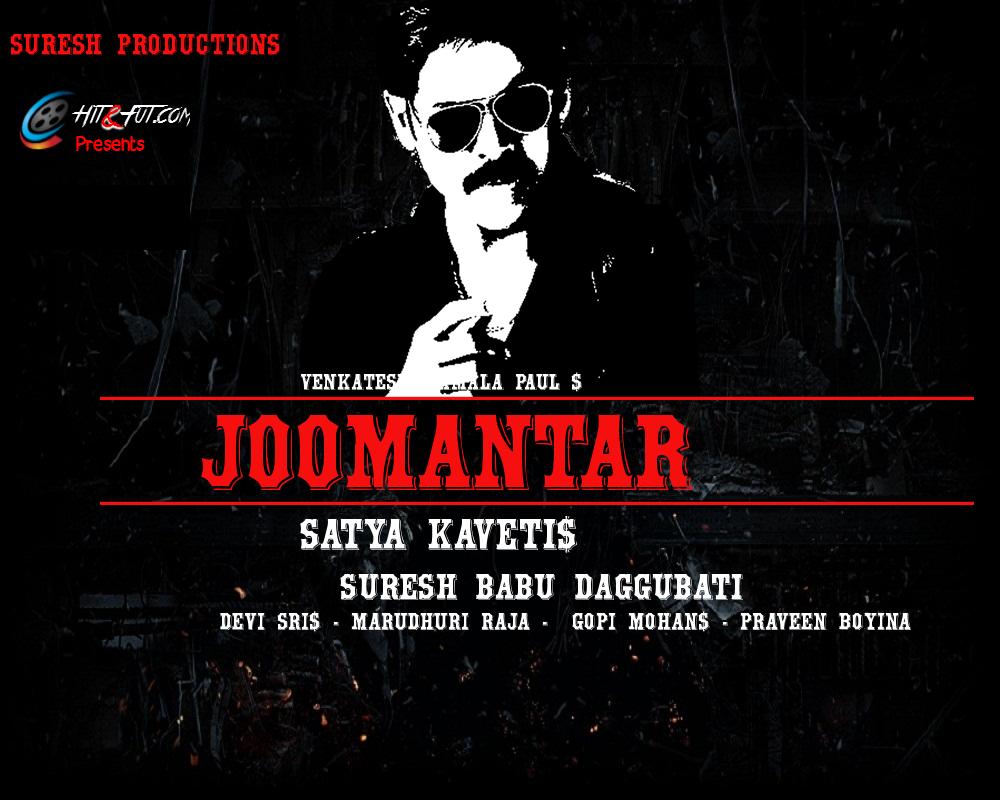 SURESH PRODUCTIONS
HIT&FUT.COM
Presents
PAUL $
JOOMANTAR
SATYA KAVETI$
SURESH BABU DAGGUBATI
DEVI SRI$ - MARUDHURI RAJA - GOPI MOHAN$ - PRAVEEN BOYINA